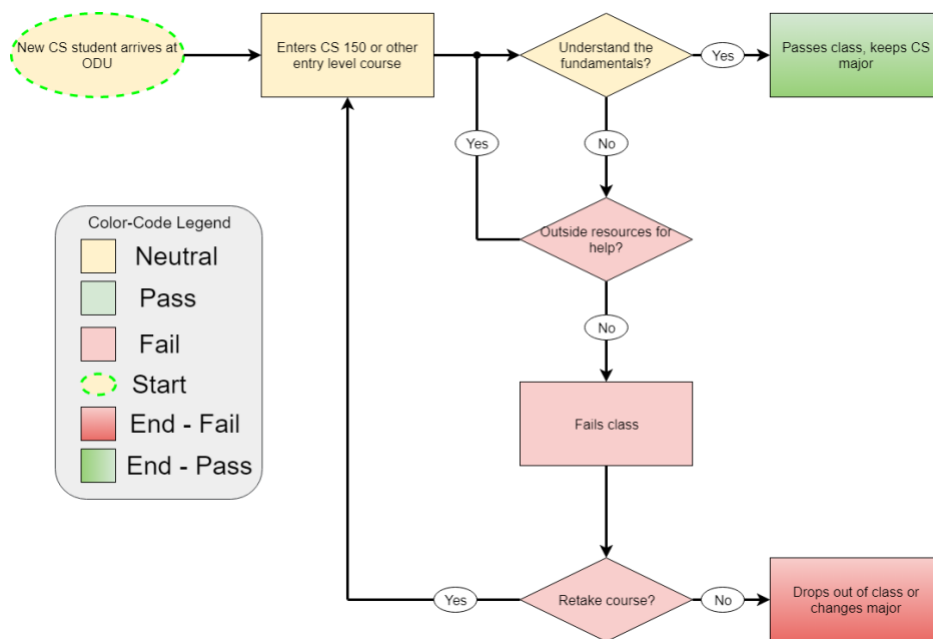 New CS student arrives at
ODU
Enters CS 150 or other
entry level course
Understand the
fundamentals?
Yes
Passes class, keeps CS
major
Yes
No
Outside resources for
help?
No
Fails class
Retake course?
Yes
No
Drops out of class or
changes major
Color-Code Legend
Neutral
Pass
Fail
Start
End - Fail
End - Pass